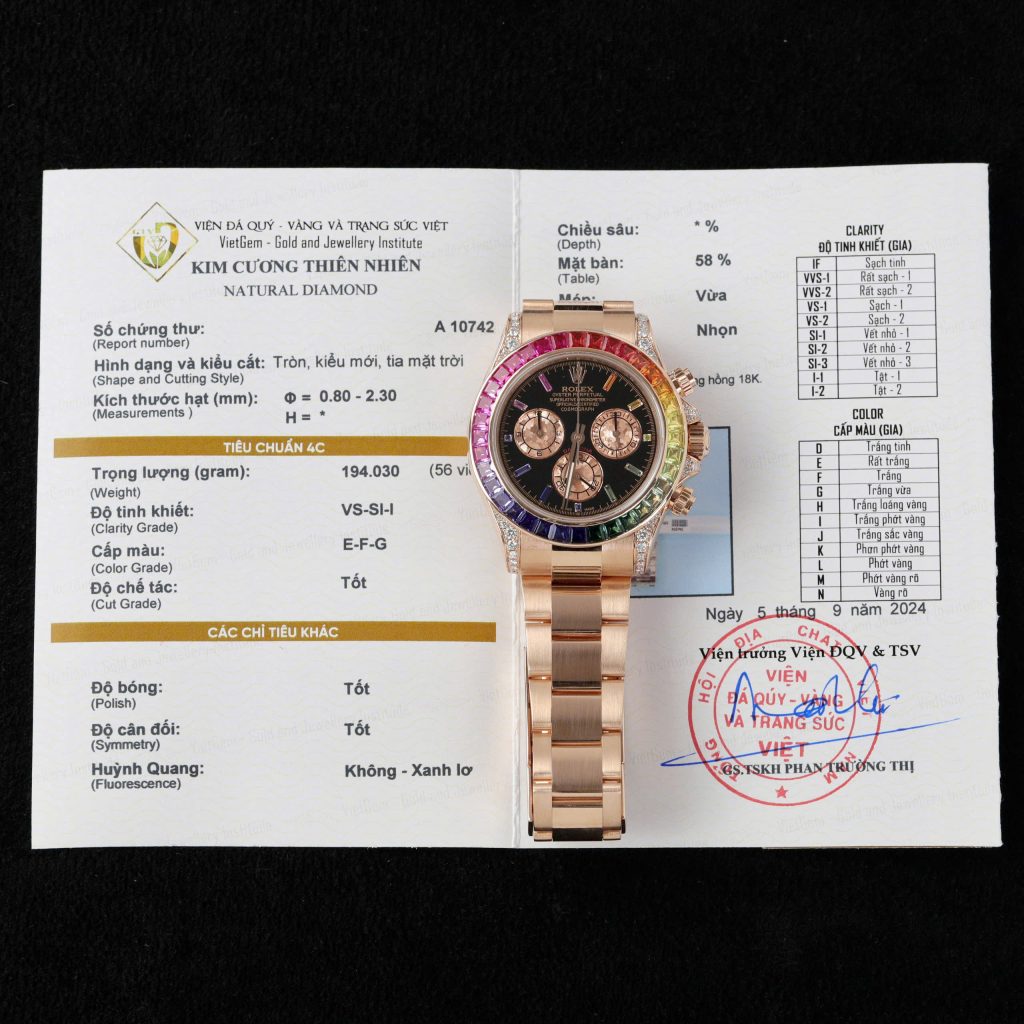 VIỆN ĐÁ QUÝ - VÀNG VÀ TRANG SỨC VIỆT
VietGem - Gold and Jewellery Institute
KIM CƯƠNG THIÊN NHIÊN
NATURAL DIAMOND
Số chứng thư: A 10742
(Report number)
Hình dạng và kiểu cắt: Tròn, kiểu mới, tia mặt trời
(Shape and Cutting Style)
Kích thước hạt (mm): Φ = 0.80 - 2.30
(Measurements ) H = *
TIÊU CHUẨN 4C
Trọng lượng (gram): 194.030 (56
(Weight)
Độ tinh khiết: VS-SI-I
(Clarity Grade)
Cấp màu: E-F-G
(Color Grade)
Độ chế tác: Tốt
(Cut Grade)
CÁC CHỈ TIÊU KHÁC
Độ bóng: Tốt
(Polish)
Độ cân đối: Tốt
(Symmetry)
Huỳnh Quang: Không - Xanh lơ
(Fluorescence)
Chiều sâu: * %
(Depth)
Mặt bàn: 58 %
(Table)
Vừa
Nhọn
hồng 18K.
ROLEX
OYSTER PERPETUAL
SUPERLATIVE CHRONOMETER
OFFICIALLY CERTIFIED
COSMOGRAPH
CLARITY
ĐỘ TINH KHIẾT (GIA)
IF Sạch tinh
VVS-1 Rất sạch - 1
VVS-2 Rất sạch - 2
VS-1 Sạch - 1
VS-2 Sạch - 2
SI-1 Vết nhỏ - 1
SI-2 Vết nhỏ - 2
SI-3 Vết nhỏ - 3
I-1 Tật - 1
I-2 Tật - 2
COLOR
CẤP MÀU (GIA)
D Trắng tinh
E Rất trắng
F Trắng
G Trắng vừa
H Trắng loáng vàng
I Trắng phớt vàng
J Trắng sắc vàng
K Phơn phớt vàng
L Phớt vàng
M Phớt vàng rõ
N Vàng rõ
Ngày 5 tháng 9 năm 2024
Viện trưởng Viện ĐQV & TSV
VIỆN
ĐÁ QÚY - VÀNG
VÀ TRANG SỨC
VIỆT
GS.TSKH PHAN TRƯỜNG THỊ